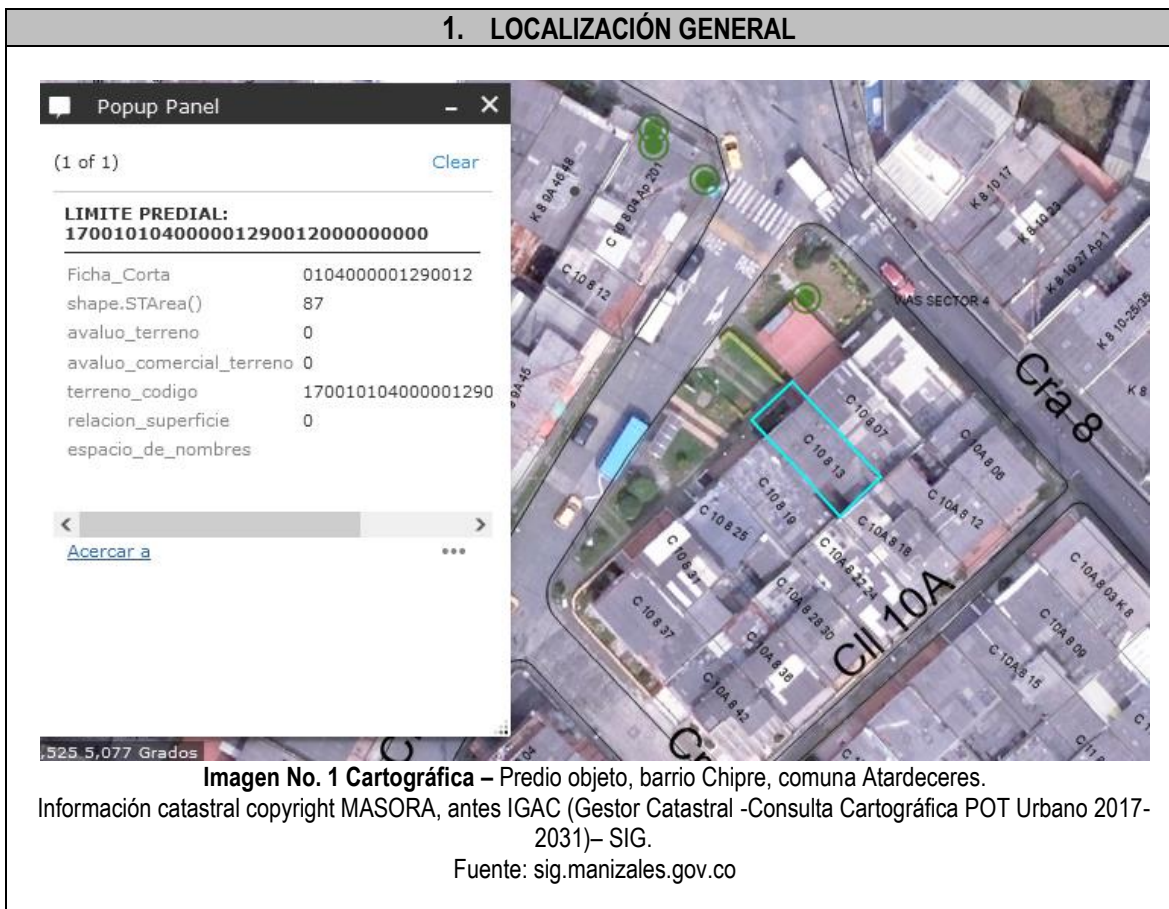 1. LOCALIZACIÓN GENERAL
Popup Panel
(1 of 1) Clear
LIMITE PREDIAL:
170010104000001290012000000000
Ficha_Corta 0104000001290012
shape.STArea() 87
avaluo_terreno 0
avaluo_comercial_terreno 0
terreno_codigo 170010104000001290
relacion_superficie 0
espacio_de_nombres
Acercar a
,525 5,077 Grados
K 8 9A 46 48
C 10 8 04 Ap 201
C 10 8 12
9A 45
VIAS SECTOR 4
K 8 10 17
K 8 10 23
K 8 10 27 Ap 1
K 8 10-25/35
K 8
Cra 8
C 10 8 07
C 10 8 13
C 10 8 19
C 10 8 25
C 10 8 31
C 10 8 37
C 10A 8 06
C 10A 8 12
C 10A 8 18
C 10A 8 22 24
C 10A 8 28 30
C 10A 8 36
C 10A 8 42
Cll 10A
C 10A 8 03 K 8
C 10A 8 09
C 10A 8 15
Imagen No. 1 Cartográfica – Predio objeto, barrio Chipre, comuna Atardeceres.
Información catastral copyright MASORA, antes IGAC (Gestor Catastral -Consulta Cartográfica POT Urbano 2017-
2031)– SIG.
Fuente: sig.manizales.gov.co